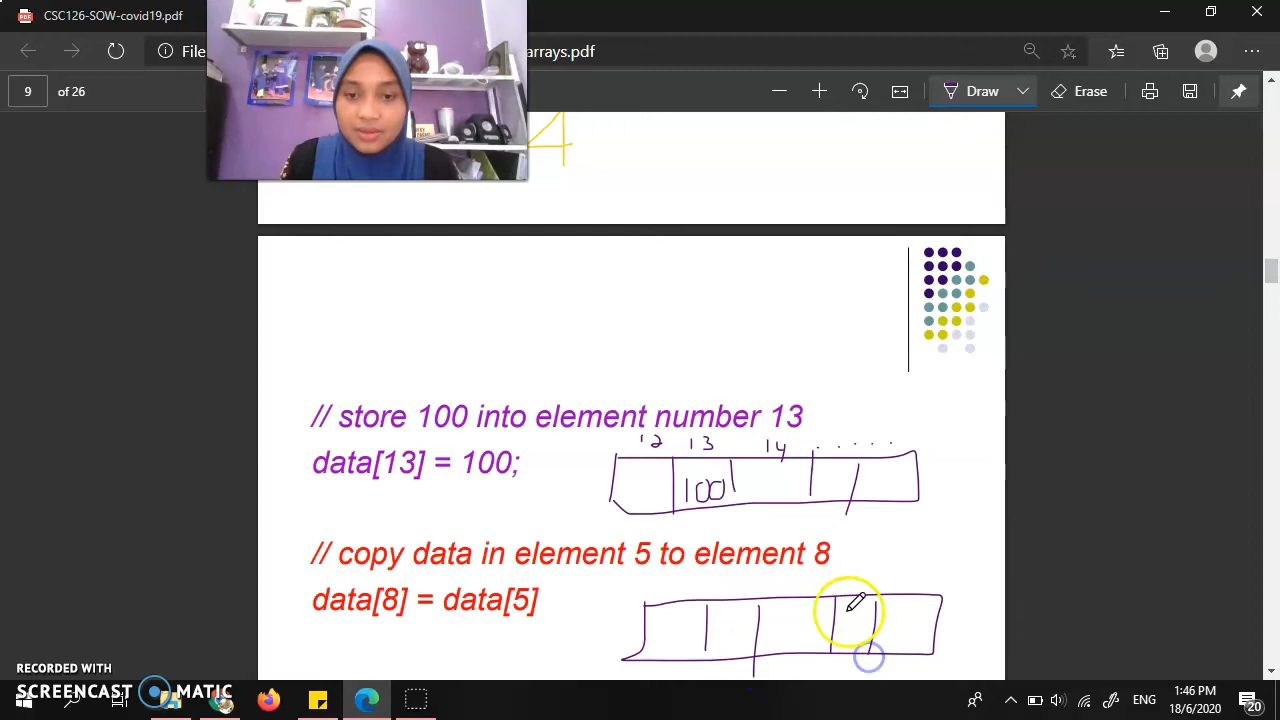 CSC126-SOW-covid19.pdf
File
arrays.pdf
9 of 26
Draw
Erase
4
// store 100 into element number 13
12 13 14 . . . . .
data[13] = 100;
100
// copy data in element 5 to element 8
data[8] = data[5]
RECORDED WITH
SCREENCAST MATIC
ENG
1:46 PM
18/6/2020
20